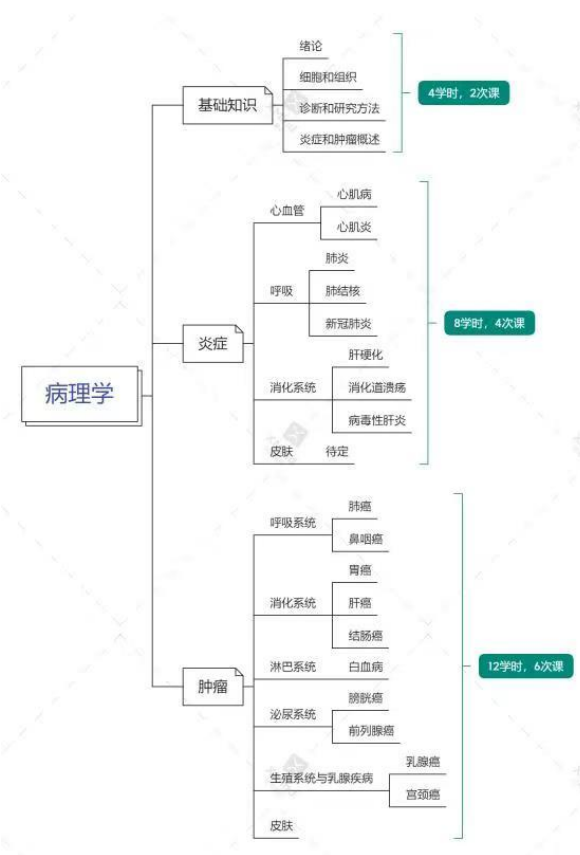 病理学
基础知识
绪论
细胞和组织
诊断和研究方法
炎症和肿瘤概述
4学时，2次课
炎症
心血管
心肌病
心肌炎
呼吸
肺炎
肺结核
新冠肺炎
消化系统
肝硬化
消化道溃疡
病毒性肝炎
皮肤
待定
8学时，4次课
肿瘤
呼吸系统
肺癌
鼻咽癌
消化系统
胃癌
肝癌
结肠癌
淋巴系统
白血病
泌尿系统
膀胱癌
前列腺癌
生殖系统与乳腺疾病
乳腺癌
宫颈癌
皮肤
12学时，6次课